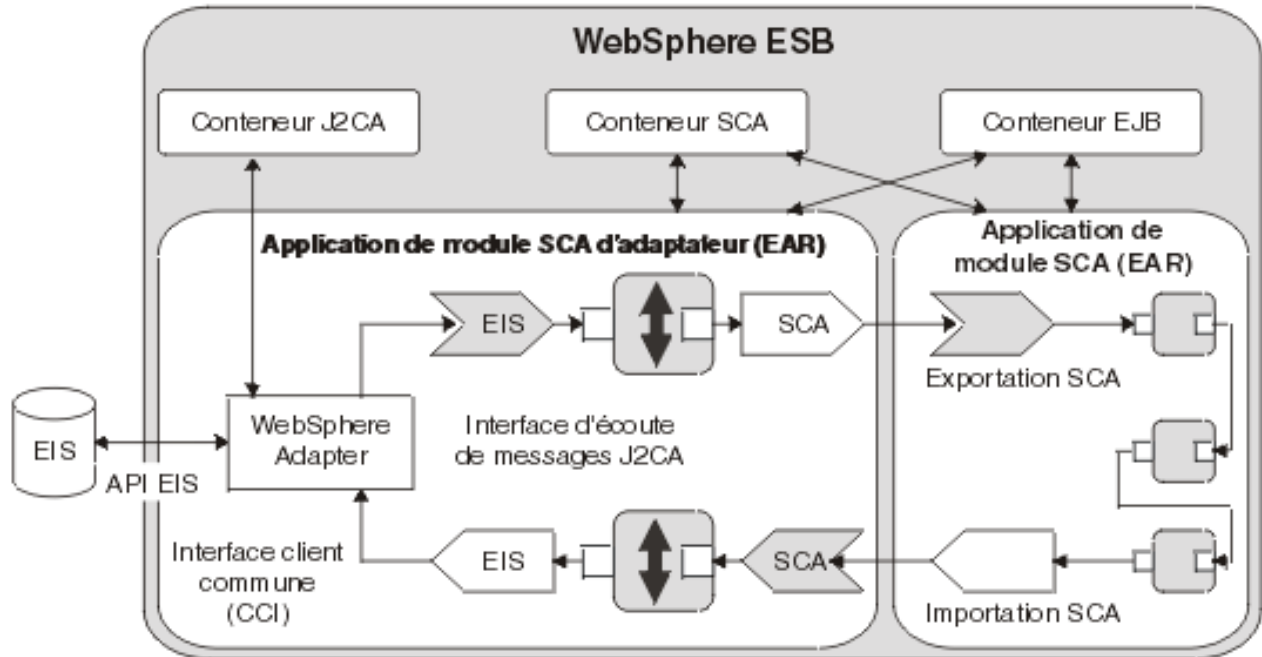 WebSphere ESB
Conteneur J2CA
Conteneur SCA
Conteneur EJB
Application de module SCA d'adaptateur (EAR)
Application de
module SCA (EAR)
EIS
SCA
Exportation SCA
WebSphere
Adapter
Interface d'écoute
de messages J2CA
EIS
API EIS
Interface client
commune
(CCI)
EIS
SCA
Importation SCA